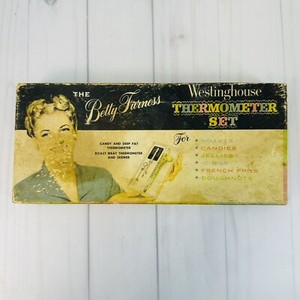 THE
Betty Furness
Westinghouse
THERMOMETER
SET
CANDY AND DEEP FAT
THERMOMETER
ROAST MEAT THERMOMETER
AND SKEWER
For
CANDIES
JELLIES
FRENCH FRIES
DOUGHNUTS